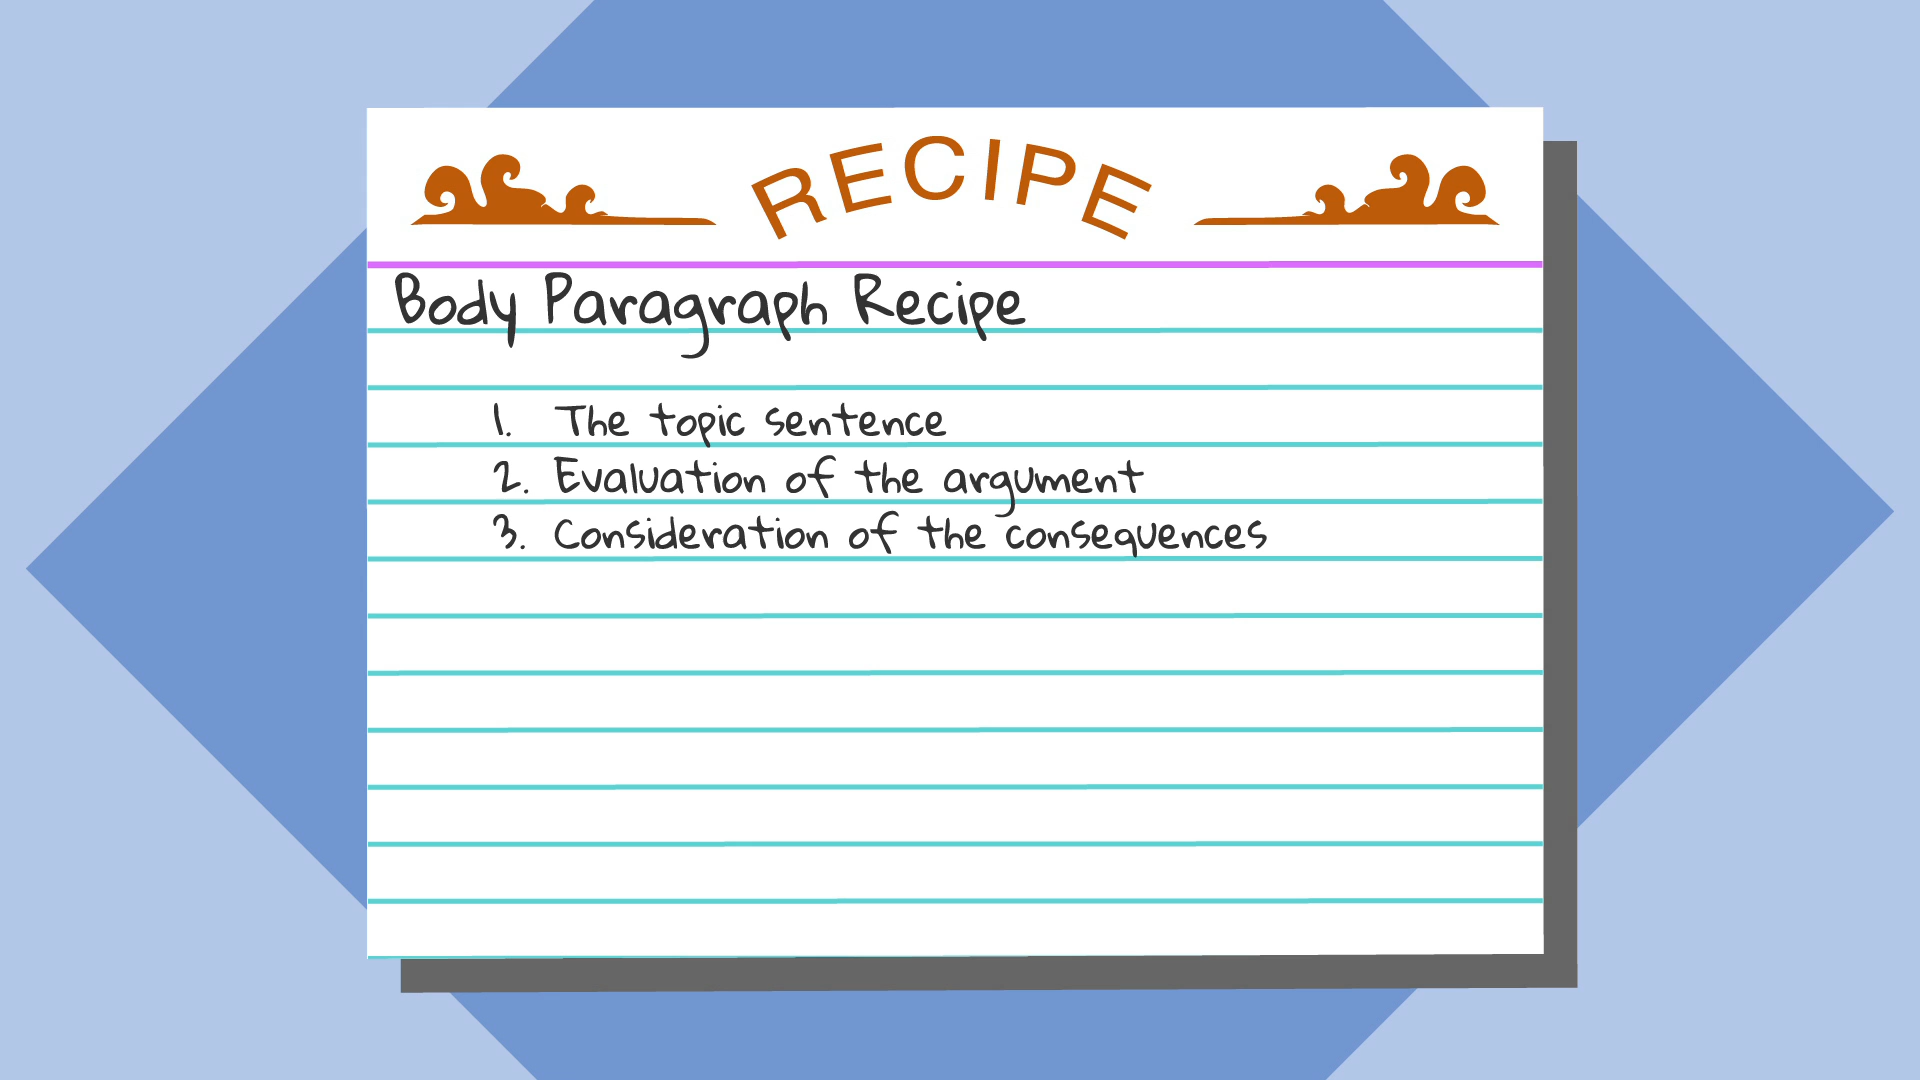 RECIPE
Body Paragraph Recipe
1. The topic sentence
2. Evaluation of the argument
3. Consideration of the consequences